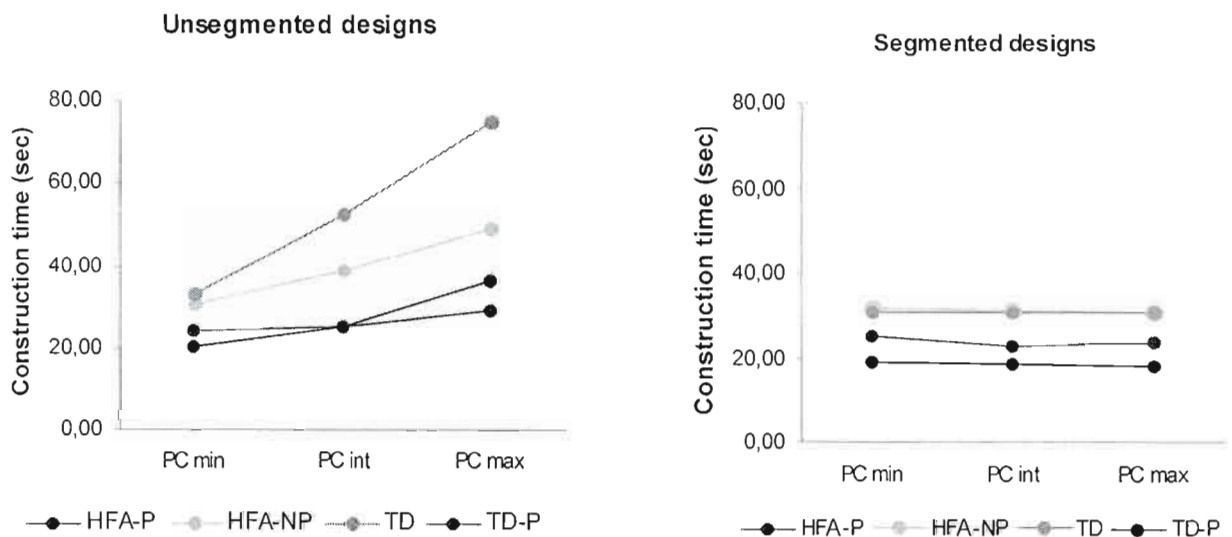 Unsegmented designs
Construction time (sec)
80,00
60,00
40,00
20,00
0,00
PC min PC int PC max
HFA-P HFA-NP TD TD-P
Segmented designs
Construction time (sec)
80,00
60,00
40,00
20,00
0,00
PC min PC int PC max
HFA-P HFA-NP TD TD-P